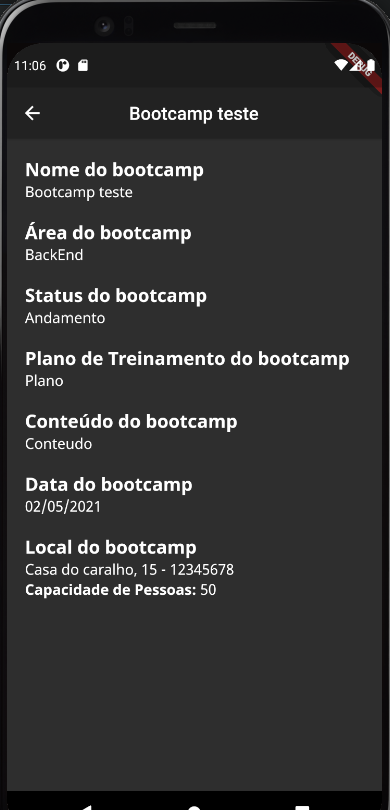 11:06
DEBUG
Bootcamp teste
Nome do bootcamp
Bootcamp teste
Área do bootcamp
BackEnd
Status do bootcamp
Andamento
Plano de Treinamento do bootcamp
Plano
Conteúdo do bootcamp
Conteudo
Data do bootcamp
02/05/2021
Local do bootcamp
Casa do caralho, 15 - 12345678
Capacidade de Pessoas: 50